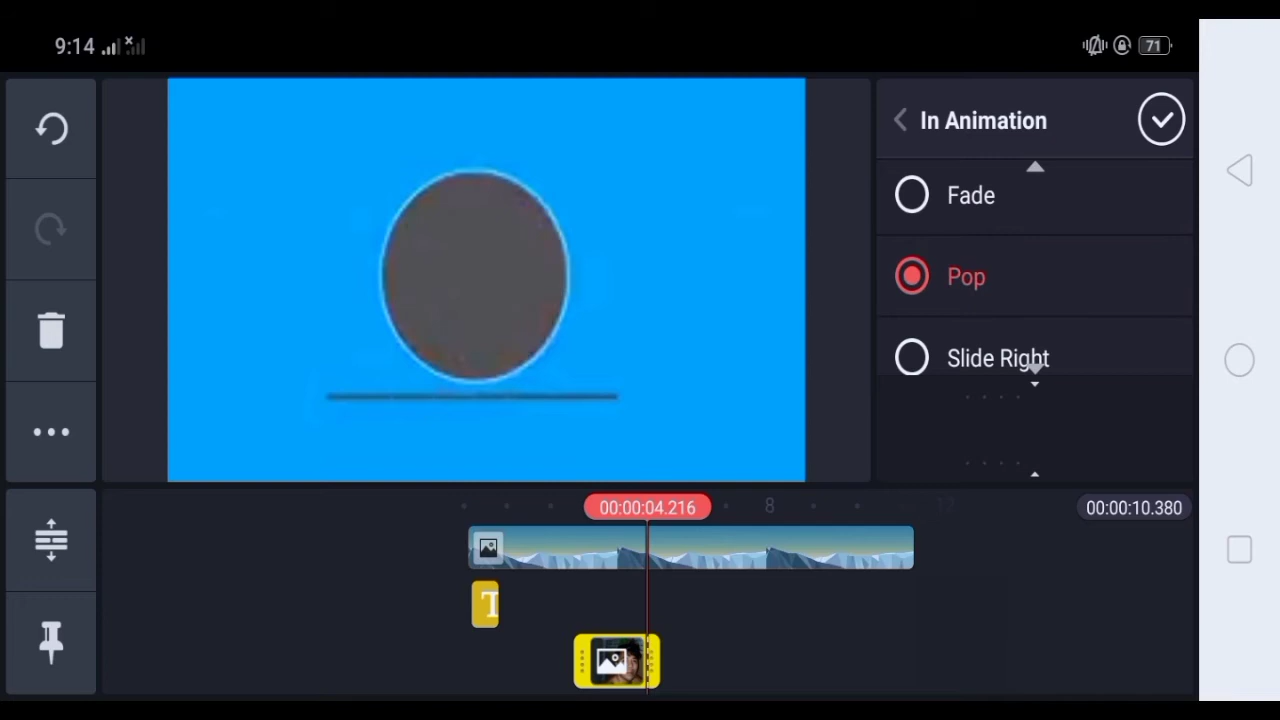 9:14
71
In Animation
Fade
Pop
Slide Right
00:00:04.216
8
00:00:10.380
T